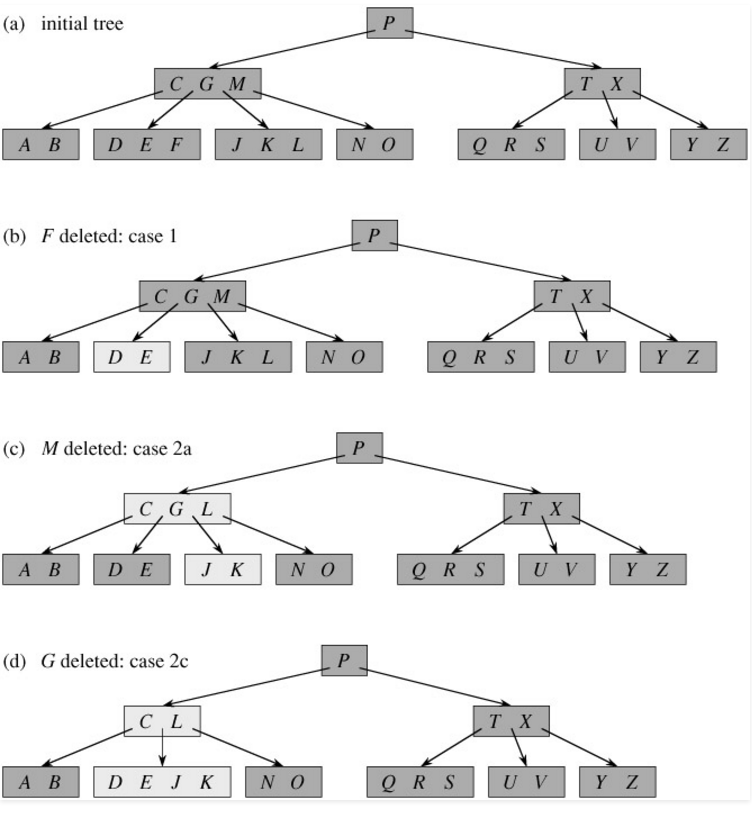 (a) initial tree
P
C G M
T X
A B
D E F
J K L
N O
Q R S
U V
Y Z
(b) F deleted: case 1
P
C G M
T X
A B
D E
J K L
N O
Q R S
U V
Y Z
(c) M deleted: case 2a
P
C G L
T X
A B
D E
J K
N O
Q R S
U V
Y Z
(d) G deleted: case 2c
P
C L
T X
A B
D E J K
N O
Q R S
U V
Y Z